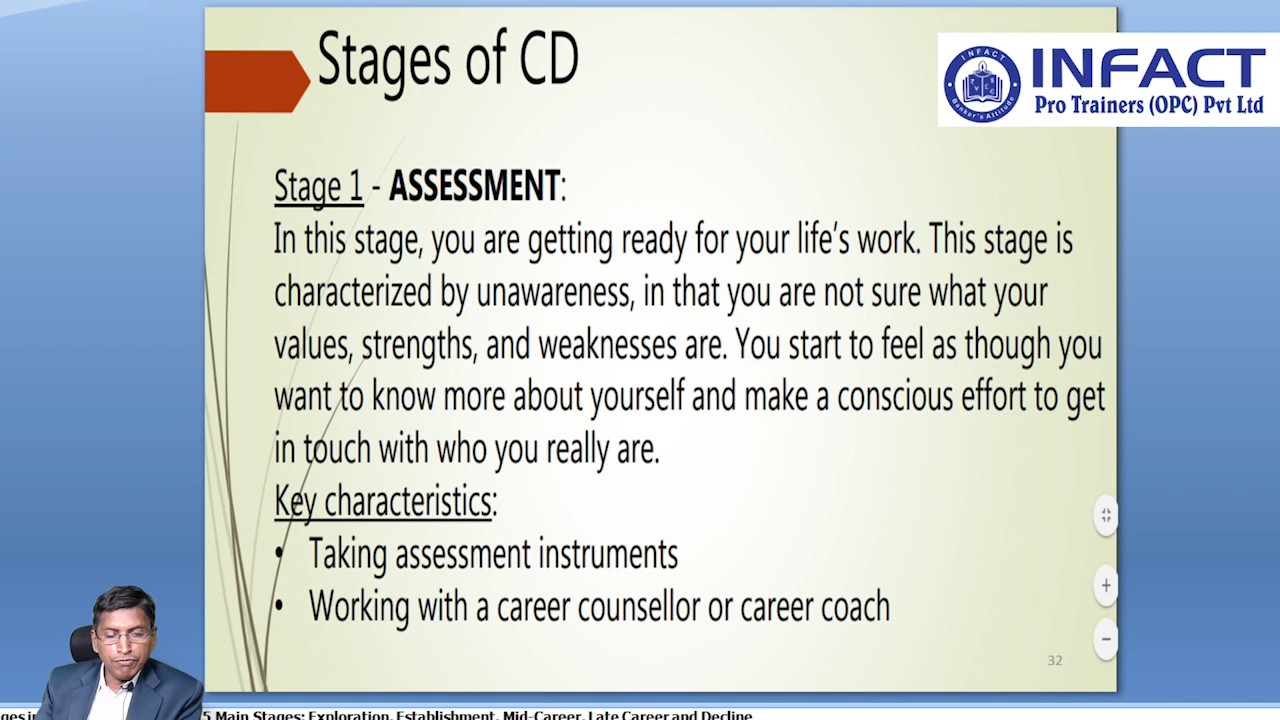 Stages of CD
INFACT
Pro Trainers (OPC) Pvt Ltd
INFACT
Banker's Attitude
Stage 1 - ASSESSMENT:
In this stage, you are getting ready for your life's work. This stage is
characterized by unawareness, in that you are not sure what your
values, strengths, and weaknesses are. You start to feel as though you
want to know more about yourself and make a conscious effort to get
in touch with who you really are.
Key characteristics:
• Taking assessment instruments
• Working with a career counsellor or career coach
32
5 Main Stages: Exploration, Establishment, Mid-Career, Late Career and Decline